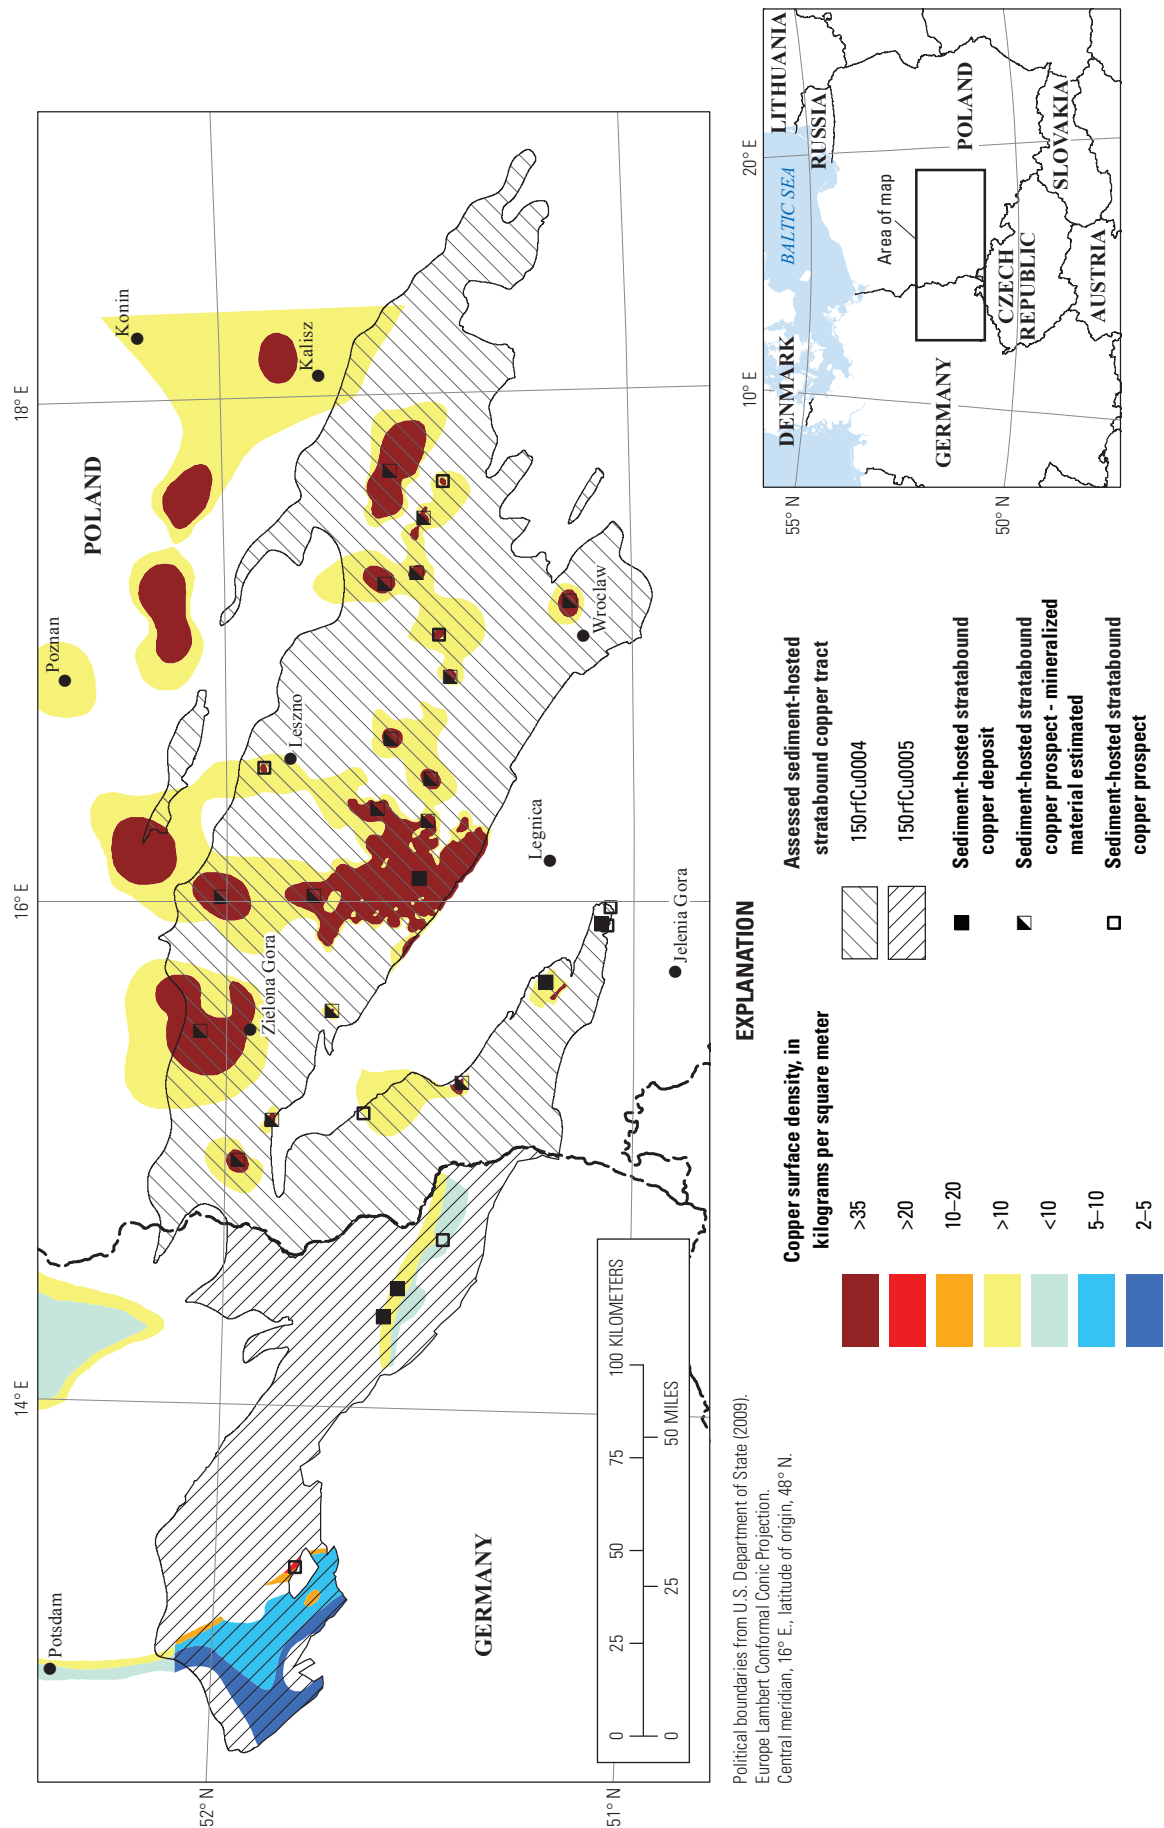 14° E
16° E
18° E
52° N
51° N
Potsdam
Poznan
Konin
POLAND
Kalisz
Leszno
Zielona Gora
Wroclaw
Legnica
Jelenia Gora
GERMANY
0 25 50 75 100 KILOMETERS
0 25 50 MILES
Political boundaries from U.S. Department of State (2009).
Europe Lambert Conformal Conic Projection.
Central meridian, 16° E., latitude of origin, 48° N.
EXPLANATION
Copper surface density, in
kilograms per square meter
>35
>20
10–20
>10
<10
5–10
2–5
Assessed sediment-hosted
stratabound copper tract
150rfCu0004
150rfCu0005
Sediment-hosted stratabound
copper deposit
Sediment-hosted stratabound
copper prospect - mineralized
material estimated
Sediment-hosted stratabound
copper prospect
10° E
20° E
55° N
50° N
DENMARK
BALTIC SEA
LITHUANIA
RUSSIA
Area of map
POLAND
GERMANY
CZECH
REPUBLIC
SLOVAKIA
AUSTRIA